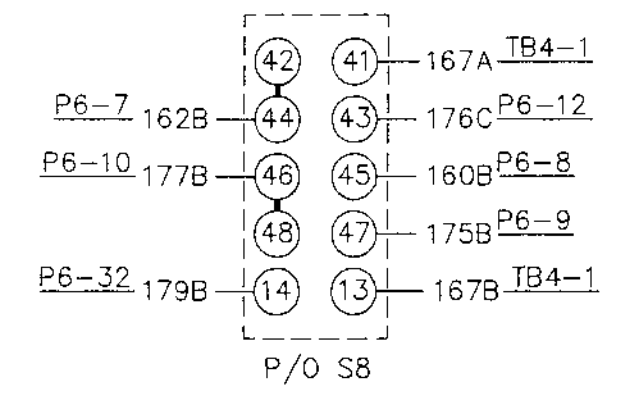 42 41 167A TB4-1
P6-7 162B 44 43 176C P6-12
P6-10 177B 46 45 160B P6-8
48 47 175B P6-9
P6-32 179B 14 13 167B TB4-1
P/O S8